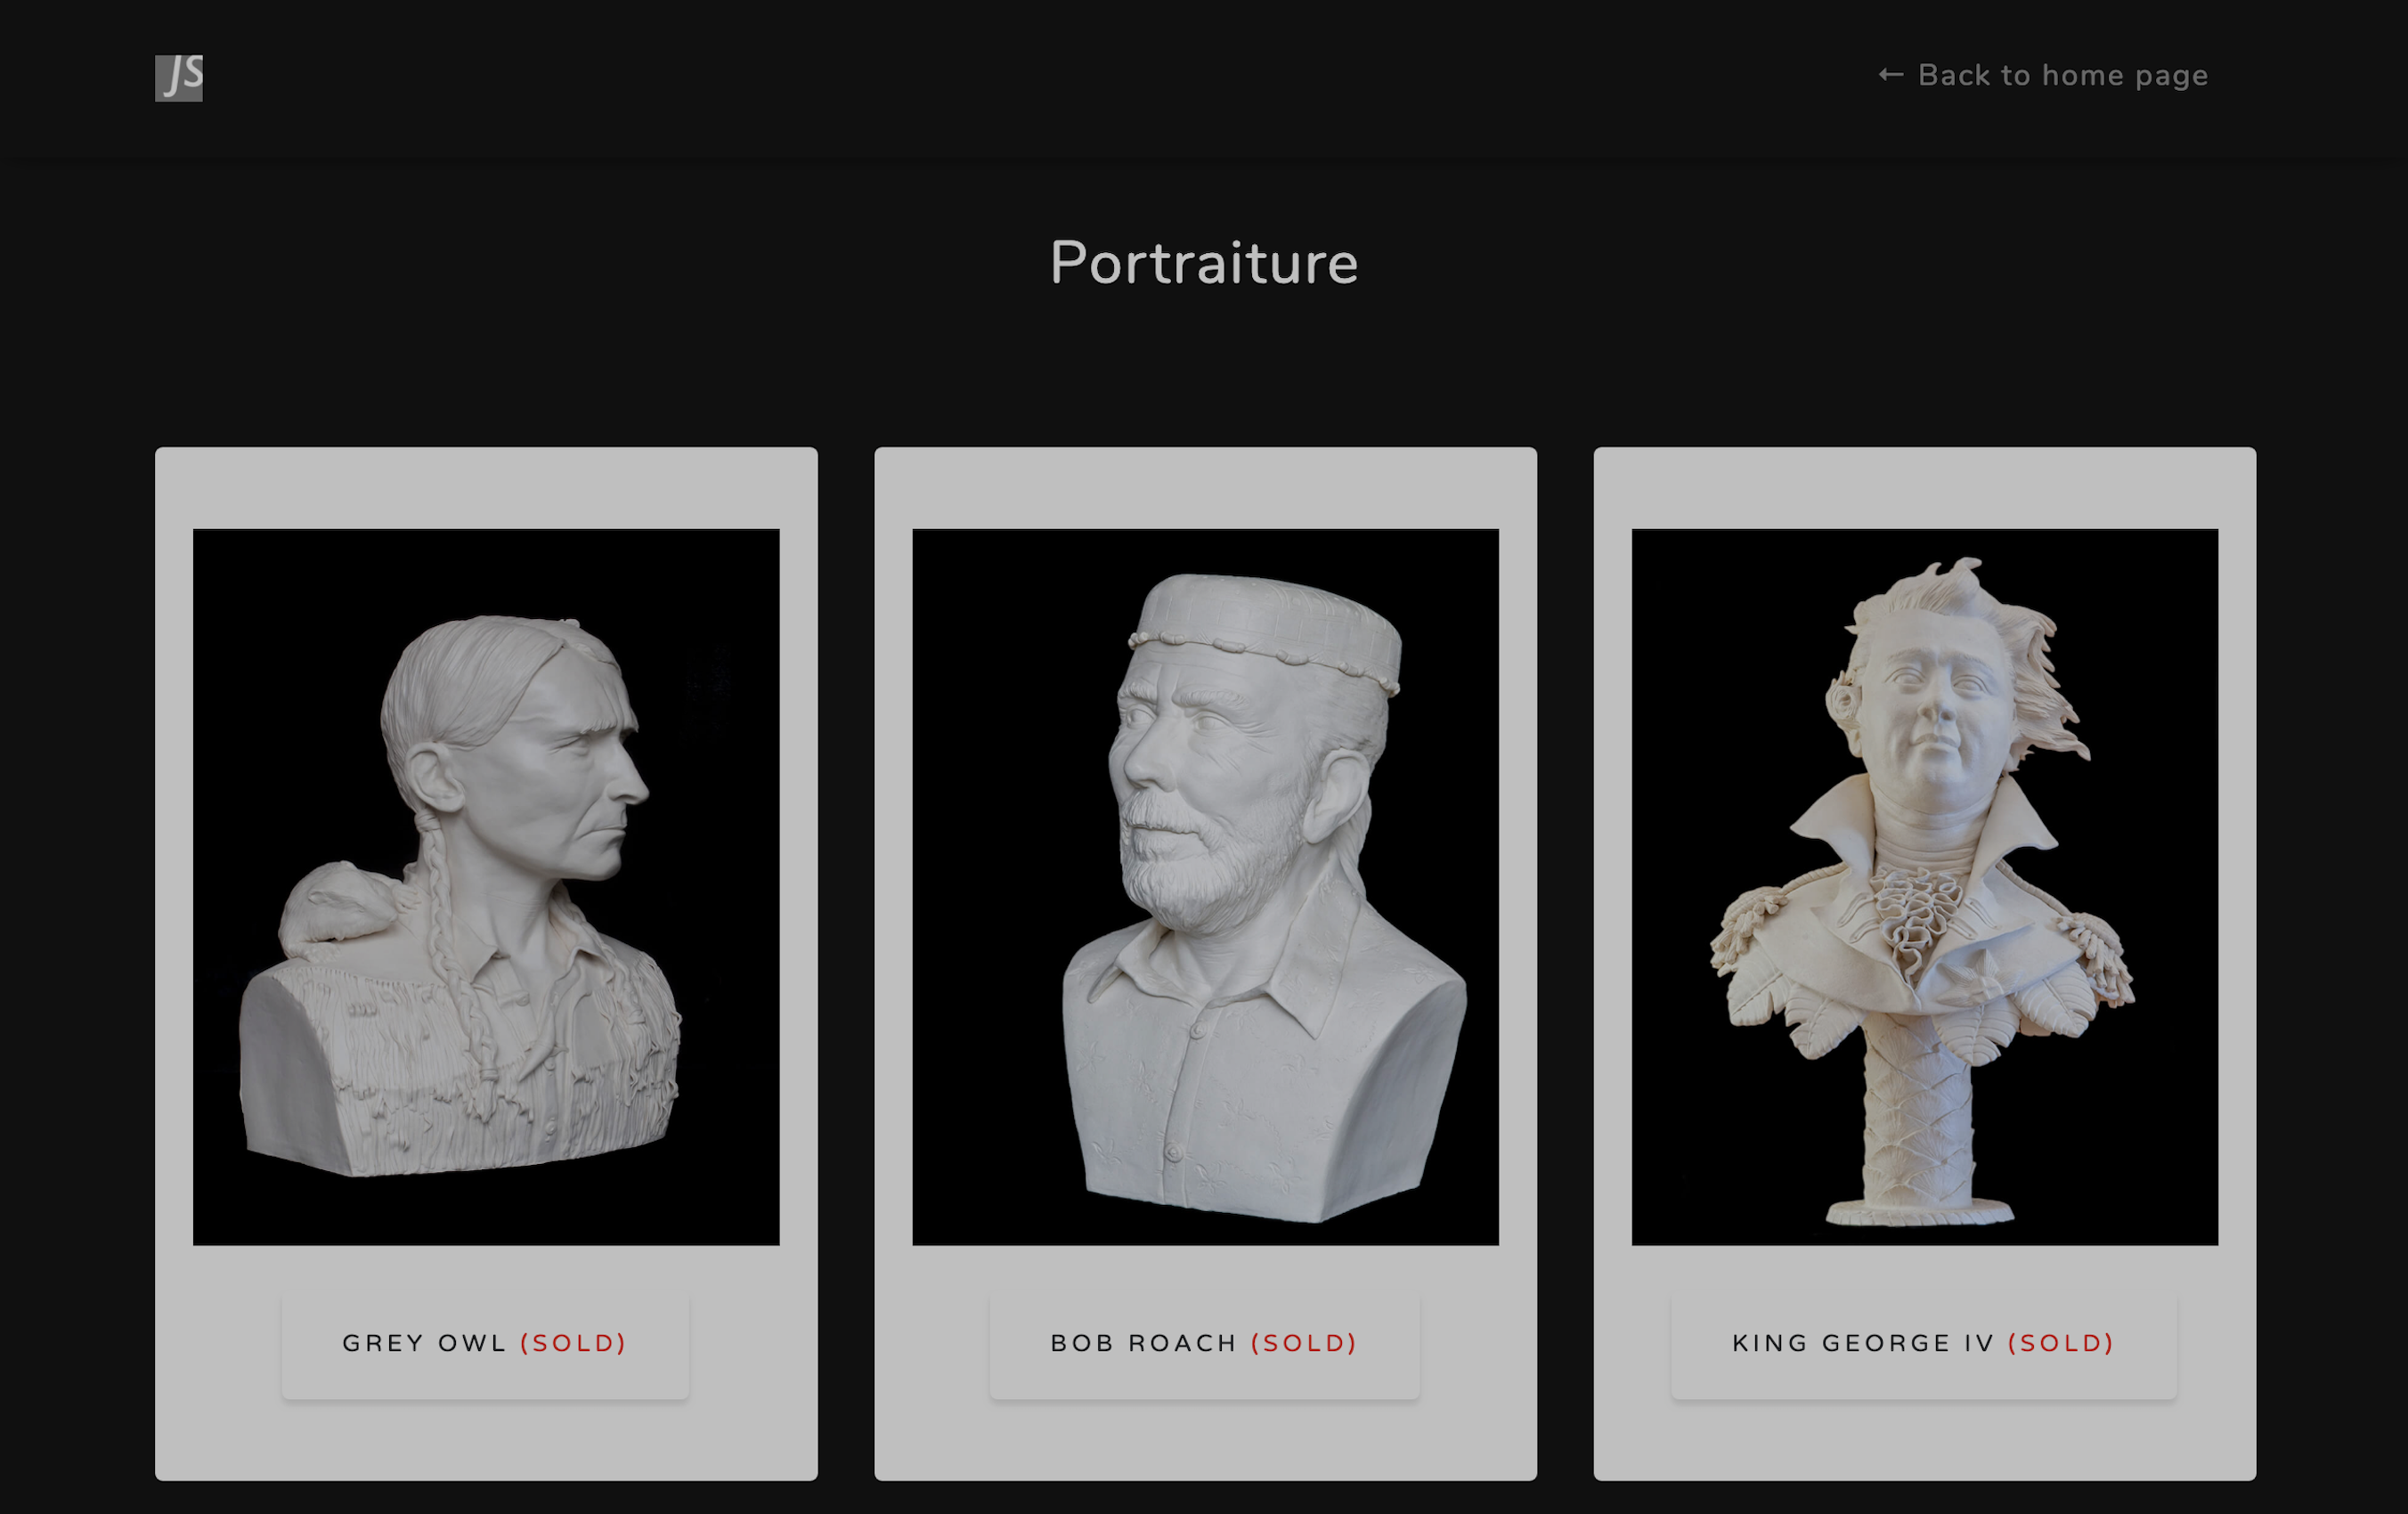 JS
← Back to home page
Portraiture
GREY OWL (SOLD)
BOB ROACH (SOLD)
KING GEORGE IV (SOLD)